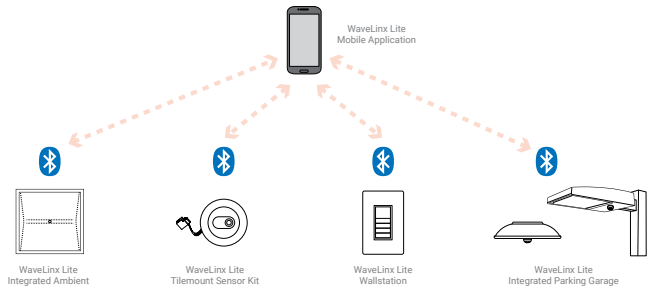 WaveLinx Lite
Mobile Application
WaveLinx Lite
Integrated Ambient
WaveLinx Lite
Tilemount Sensor Kit
WaveLinx Lite
Wallstation
WaveLinx Lite
Integrated Parking Garage